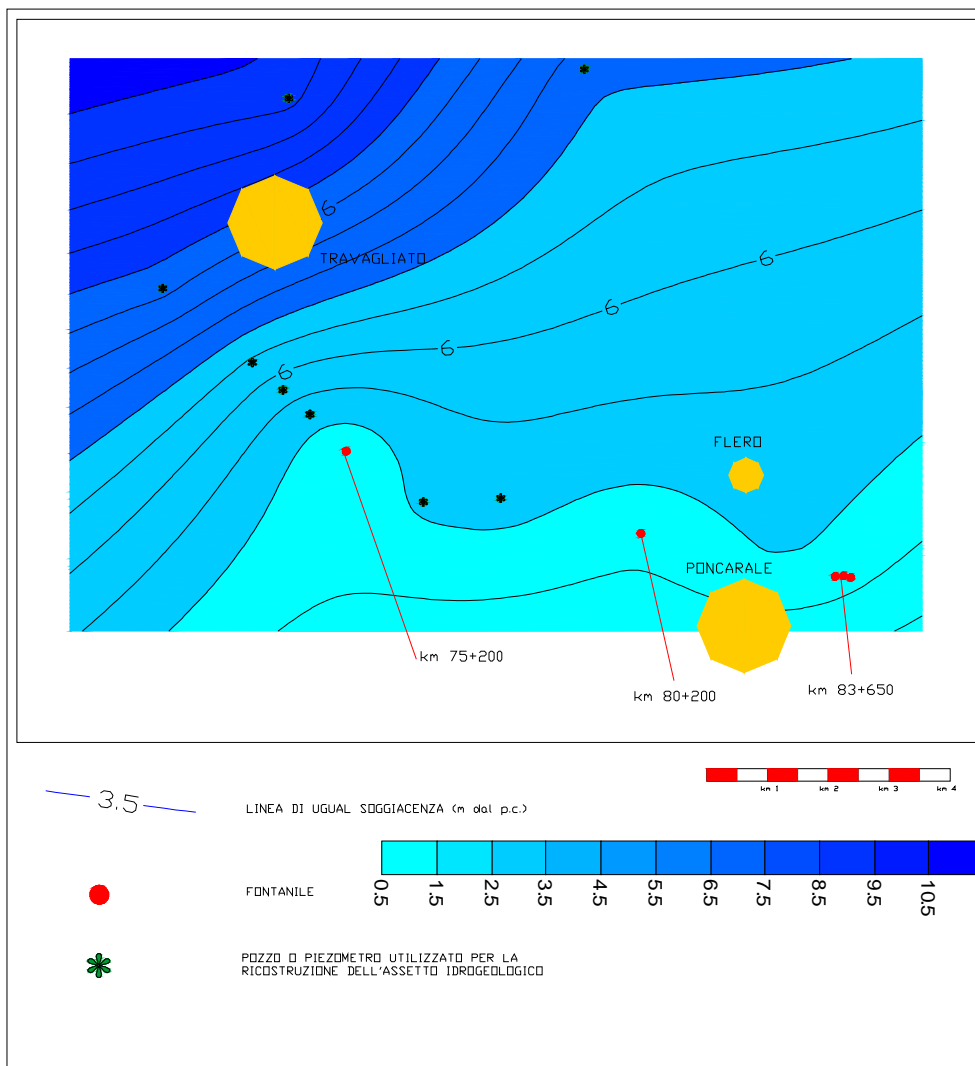 6
TRAVAGLIATO
6
6
6
6
FLERO
PONCARALE
km 75+200
km 80+200
km 83+650
3.5
LINEA DI UGUAL SOGGIACENZA (m dal p.c.)
km 1
km 2
km 3
km 4
FONTANILE
0.5
1.5
2.5
3.5
4.5
5.5
6.5
7.5
8.5
9.5
10.5
POZZO O PIEZOMETRO UTILIZZATO PER LA
RICOSTRUZIONE DELL'ASSETTO IDROGEOLOGICO